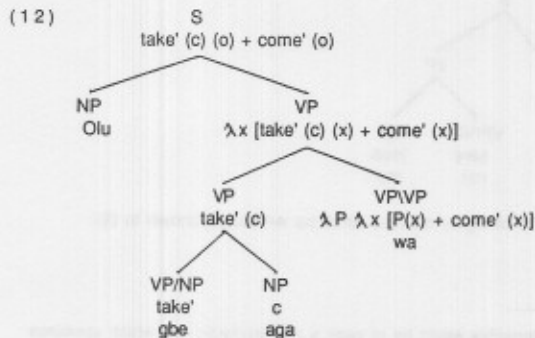 (12)
S
take' (c) (o) + come' (o)
NP VP
Olu λx [take' (c) (x) + come' (x)]
VP VP\VP
take' (c) λP λx [P(x) + come' (x)]
wa
VP/NP NP
take' c
gbe aga